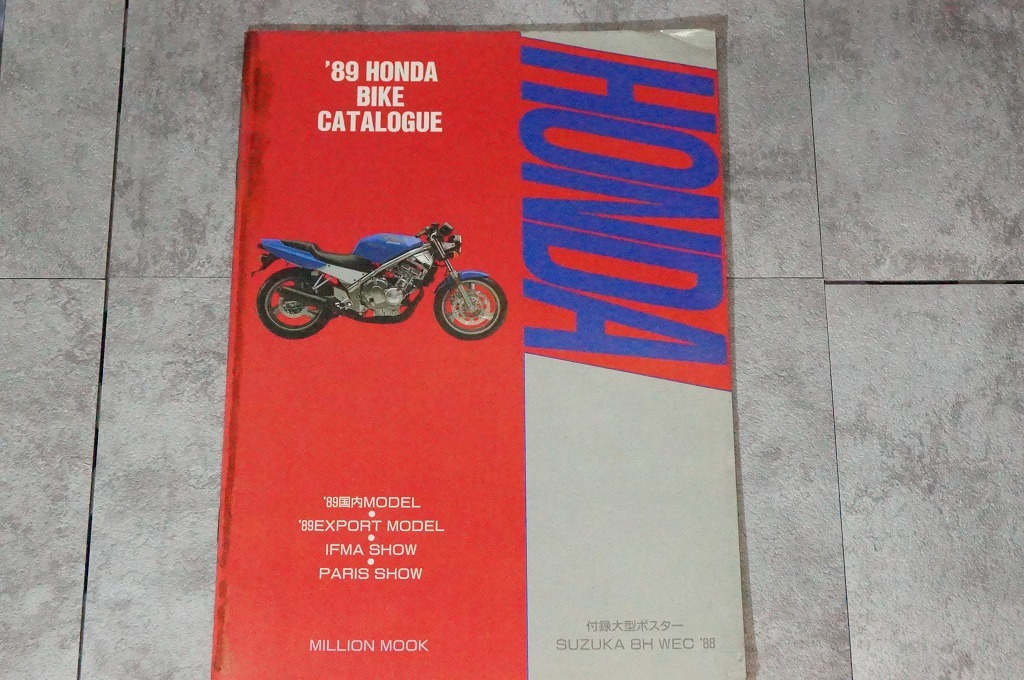 '89 HONDA
BIKE
CATALOGUE
HONDA
'89国内MODEL
'89EXPORT MODEL
IFMA SHOW
PARIS SHOW
MILLION MOOK
付録大型ポスター
SUZUKA 8H WEC '88